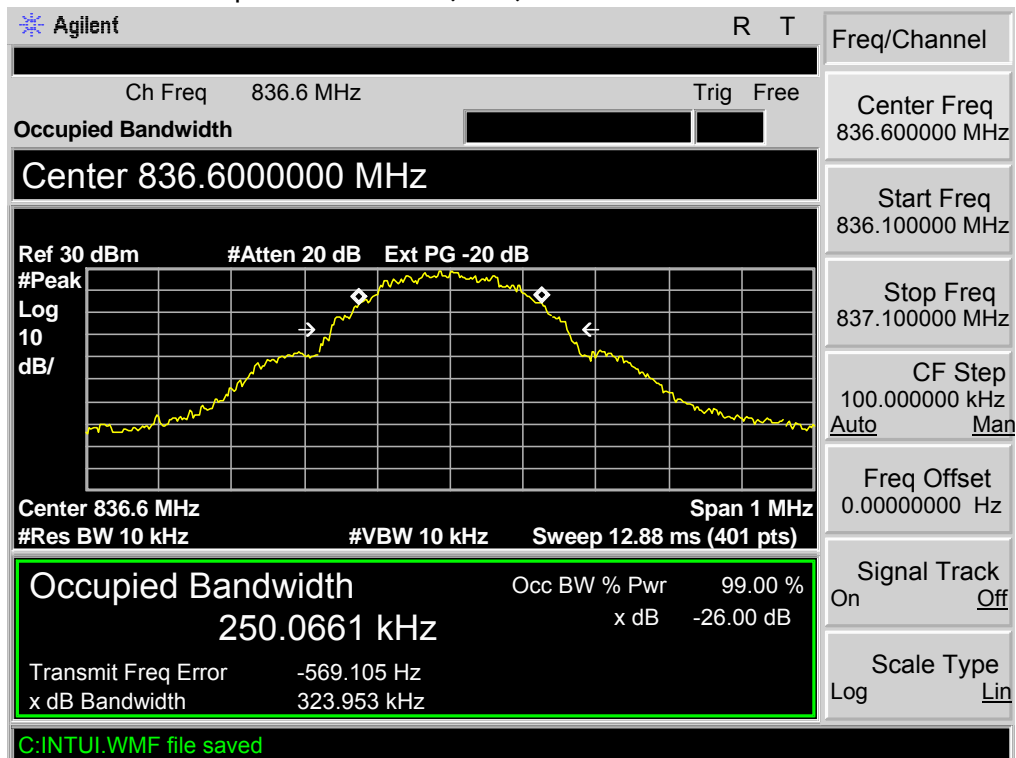 Agilent R T
Ch Freq 836.6 MHz Trig Free
Occupied Bandwidth
Center 836.6000000 MHz
Ref 30 dBm #Atten 20 dB Ext PG -20 dB
#Peak
Log
10
dB/
Center 836.6 MHz Span 1 MHz
#Res BW 10 kHz #VBW 10 kHz Sweep 12.88 ms (401 pts)
Occupied Bandwidth
250.0661 kHz
Occ BW % Pwr 99.00 %
x dB -26.00 dB
Transmit Freq Error -569.105 Hz
x dB Bandwidth 323.953 kHz
C:INTUI.WMF file saved
Freq/Channel
Center Freq
836.600000 MHz
Start Freq
836.100000 MHz
Stop Freq
837.100000 MHz
CF Step
100.000000 kHz
Auto Man
Freq Offset
0.00000000 Hz
Signal Track
On Off
Scale Type
Log Lin